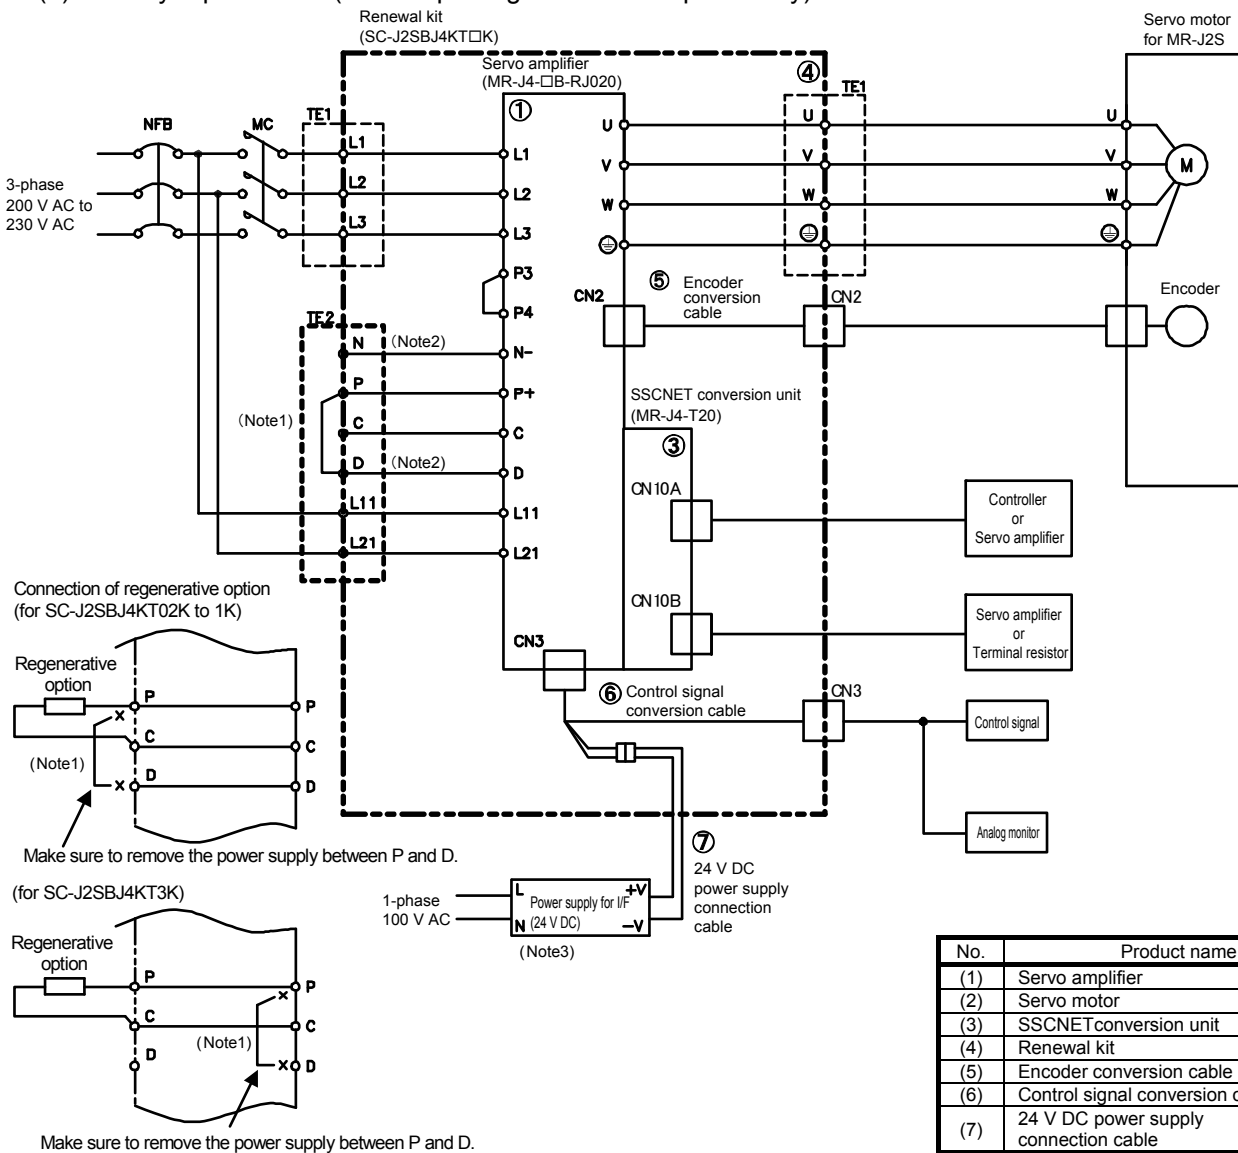 Renewal kit
(SC-J2SBJ4KT□K)
Servo motor
for MR-J2S
Servo amplifier
(MR-J4-□B-RJ020)
④
TE1
①
NFB
MC
TE1
U
U
U
L1
L1
V
V
V
M
3-phase
200 V AC to
230 V AC
L2
L2
W
W
W
L3
L3
P3
P4
CN2
⑤ Encoder
conversion
cable
CN2
Encoder
TE2
N
(Note2)
N-
P
P+
(Note1)
C
C
D
(Note2)
D
L11
L11
L21
L21
SSCNET conversion unit
(MR-J4-T20)
③
CN10A
Controller
or
Servo amplifier
CN10B
Servo amplifier
or
Terminal resistor
CN3
⑥ Control signal
conversion cable
CN3
Control signal
Analog monitor
Connection of regenerative option
(for SC-J2SBJ4KT02K to 1K)
Regenerative
option
P
P
C
C
(Note1)
D
D
Make sure to remove the power supply between P and D.
(for SC-J2SBJ4KT3K)
Regenerative
option
P
P
C
C
(Note1)
D
D
Make sure to remove the power supply between P and D.
⑦
24 V DC
power supply
connection
cable
1-phase
100 V AC
L
N
Power supply for I/F
(24 V DC)
+V
−V
(Note3)
No. Product name
(1) Servo amplifier
(2) Servo motor
(3) SSCNETconversion unit
(4) Renewal kit
(5) Encoder conversion cable
(6) Control signal conversion
(7) 24 V DC power supply
connection cable